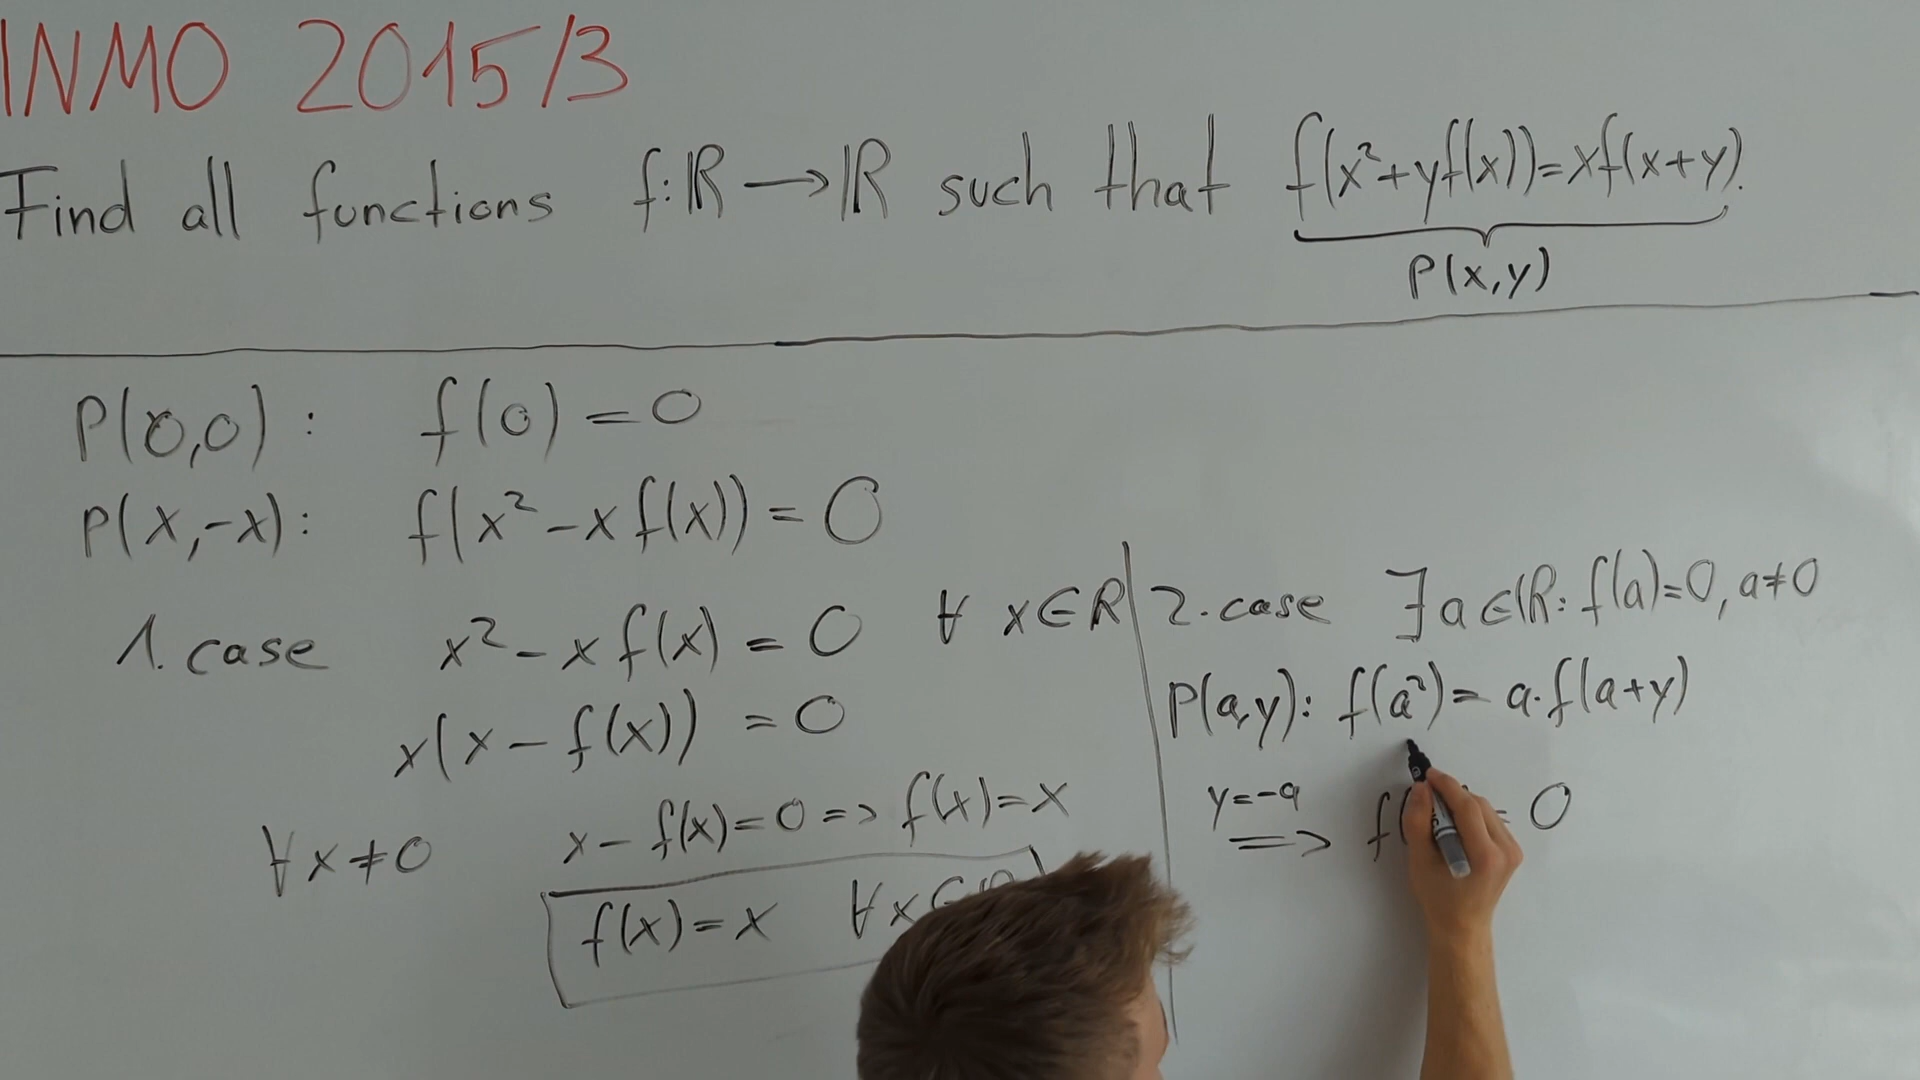 INMO 2015/3
Find all functions f:ℝ→ℝ such that f(x²+yf(x))=xf(x+y).
P(x,y)
P(0,0): f(0)=0
P(x,-x): f(x²-xf(x))=0
1. case x²-xf(x)=0 ∀ x∈R
x(x-f(x))=0
∀x≠0 x-f(x)=0=>f(x)=x
f(x)=x ∀x∈
2. case ∃a∈ℝ: f(a)=0, a≠0
P(a,y): f(a²)=a·f(a+y)
y=-a
=> f( = 0